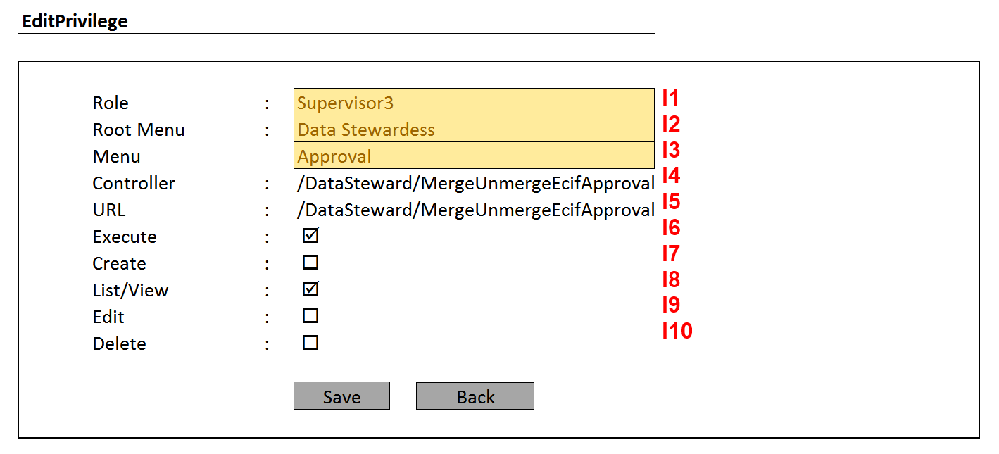 EditPrivilege
Role : Supervisor3 I1
Root Menu : Data Stewardess I2
Menu Approval I3
Controller : /DataSteward/MergeUnmergeEcifApproval I4
URL : /DataSteward/MergeUnmergeEcifApproval I5
Execute : ☑ I6
Create : ☐ I7
List/View : ☑ I8
Edit : ☐ I9
Delete : ☐ I10
Save Back